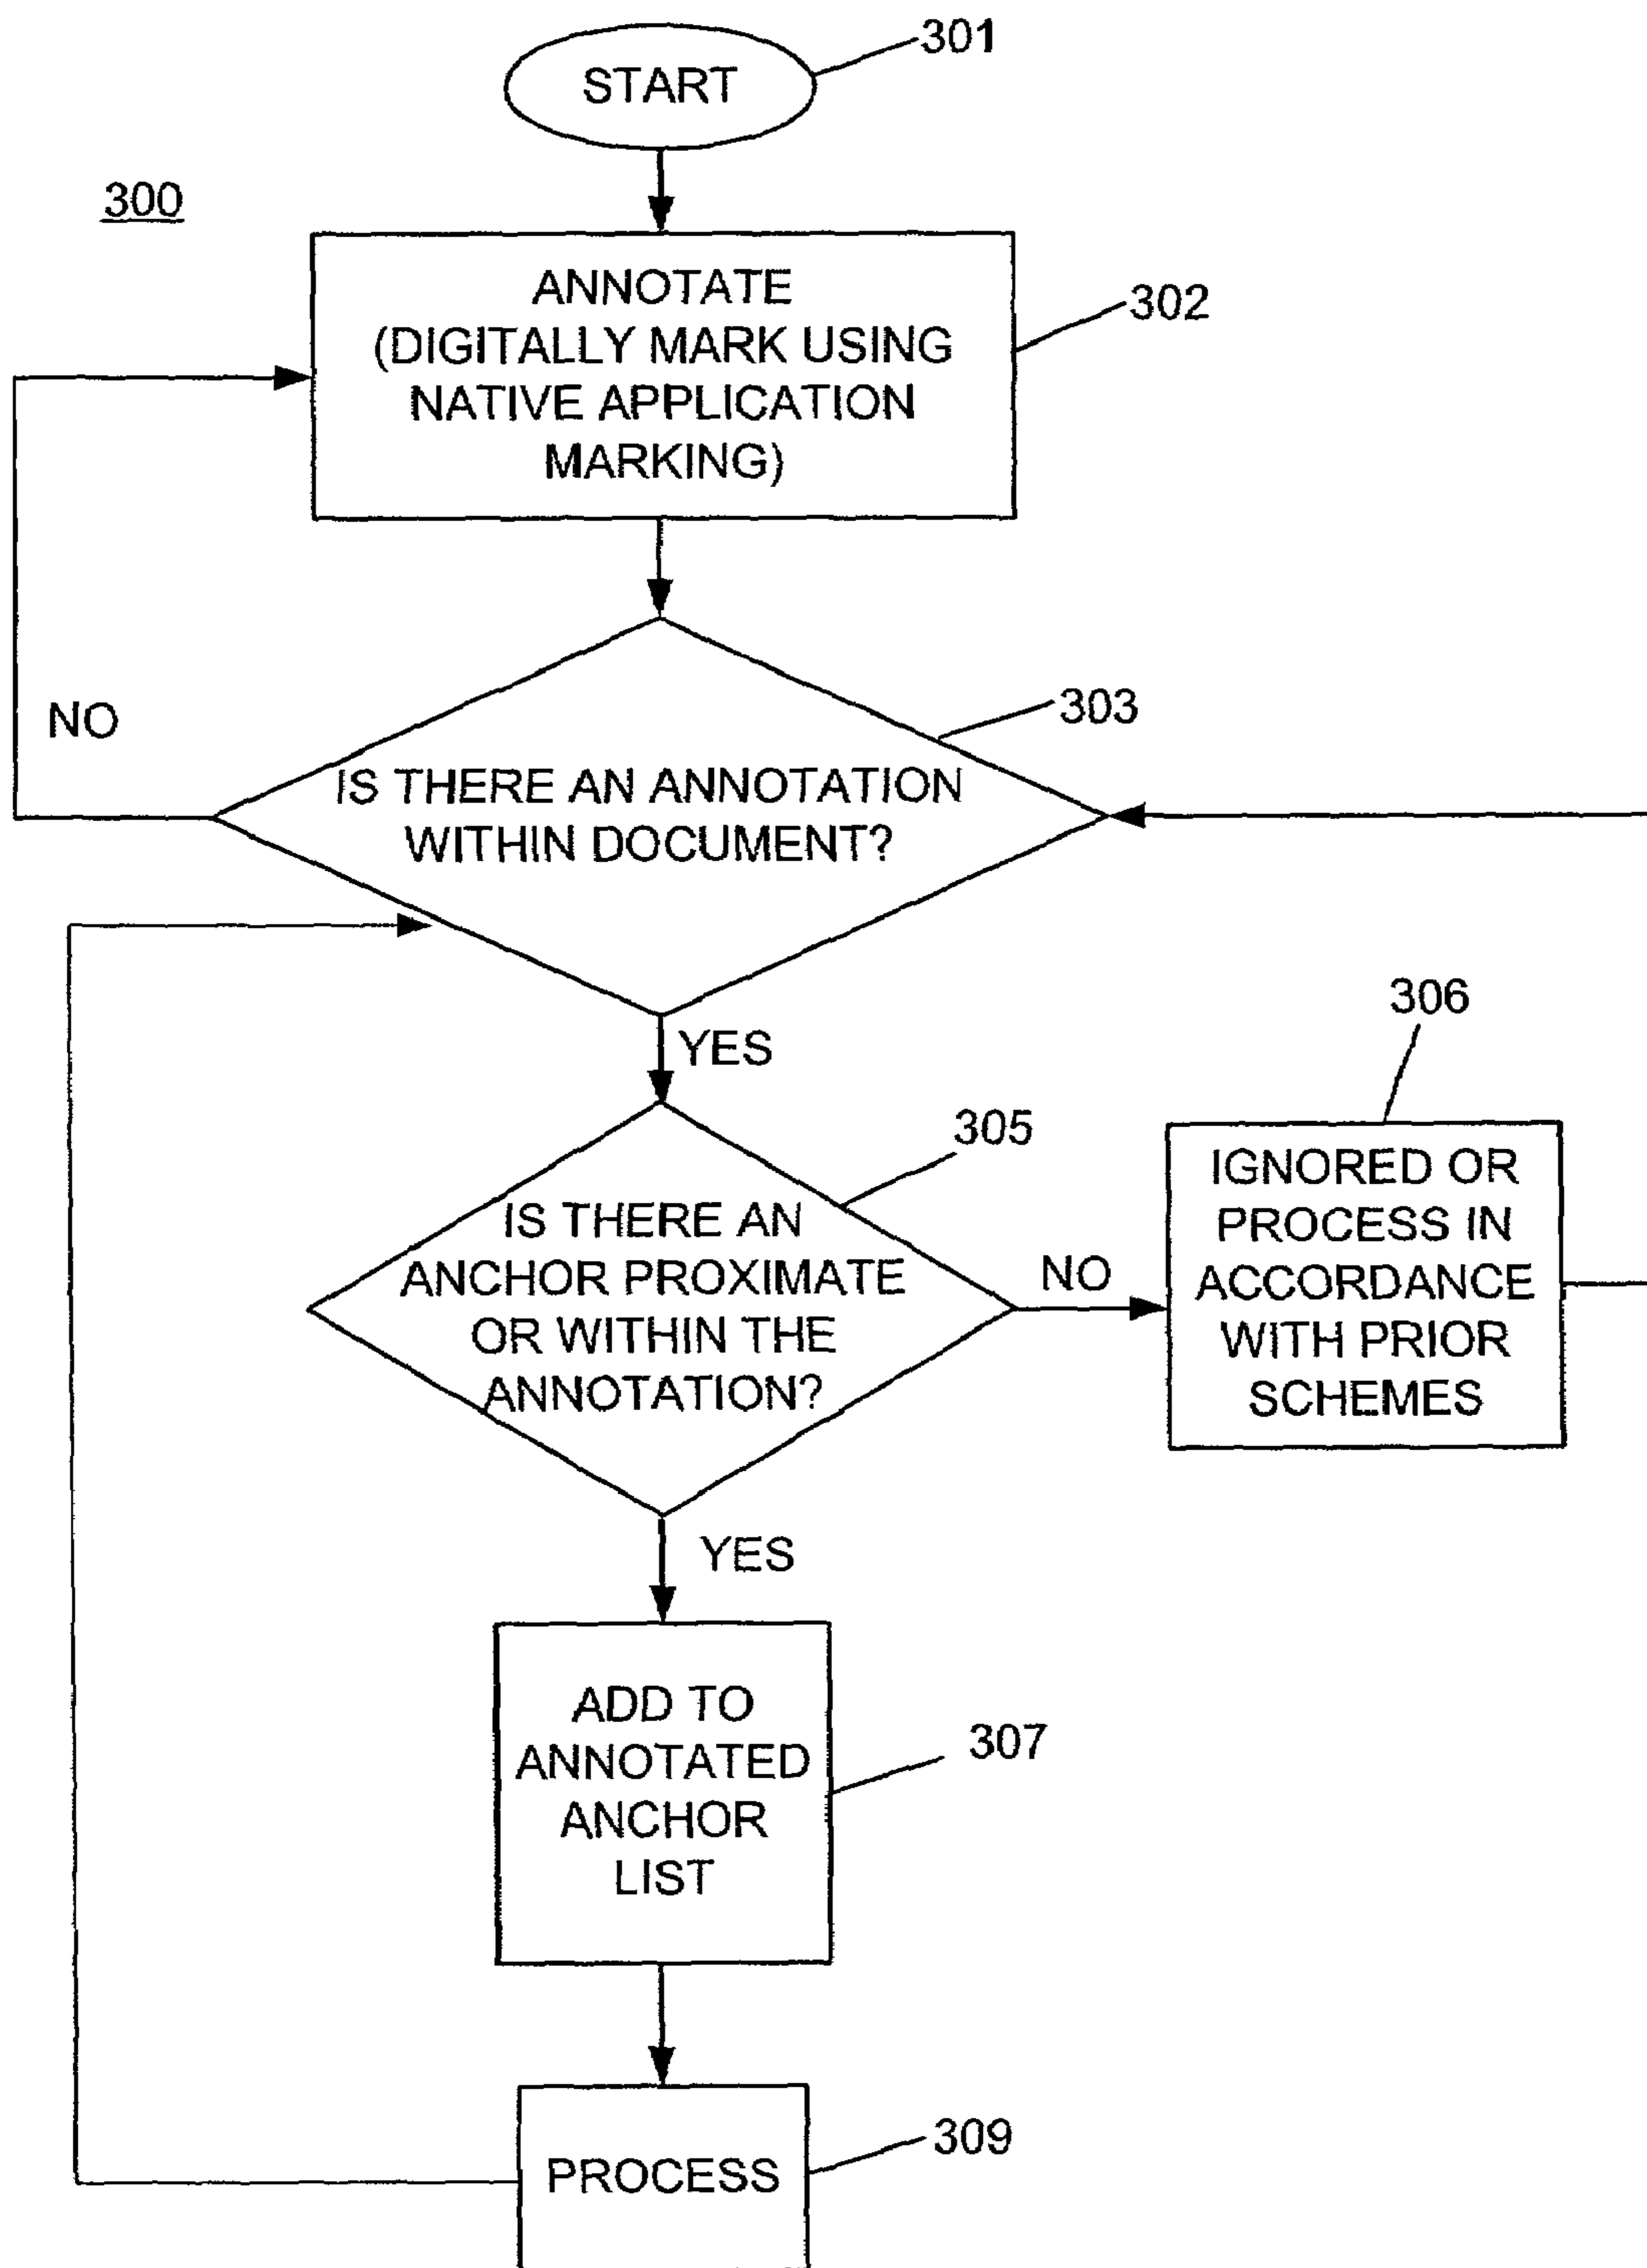 301
START
300
ANNOTATE
(DIGITALLY MARK USING
NATIVE APPLICATION
MARKING)
302
303
NO
IS THERE AN ANNOTATION
WITHIN DOCUMENT?
YES
306
305
IS THERE AN
ANCHOR PROXIMATE
OR WITHIN THE
ANNOTATION?
NO
IGNORED OR
PROCESS IN
ACCORDANCE
WITH PRIOR
SCHEMES
YES
ADD TO
ANNOTATED
ANCHOR
LIST
307
309
PROCESS